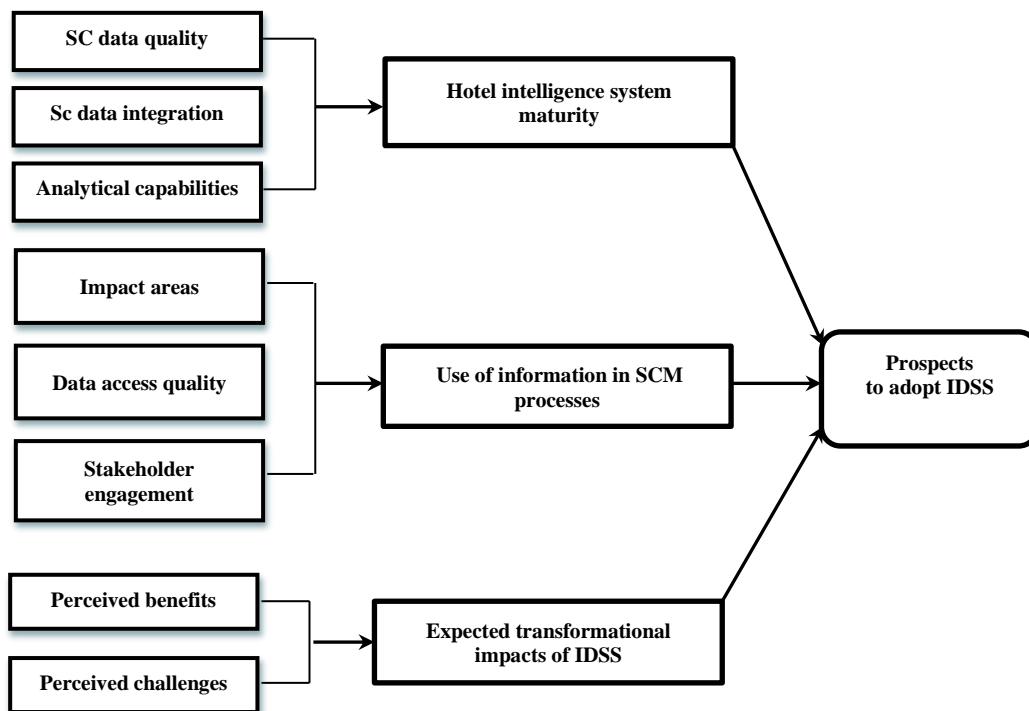 SC data quality
Sc data integration
Analytical capabilities
Hotel intelligence system
maturity
Impact areas
Data access quality
Stakeholder
engagement
Use of information in SCM
processes
Perceived benefits
Perceived challenges
Expected transformational
impacts of IDSS
Prospects
to adopt IDSS